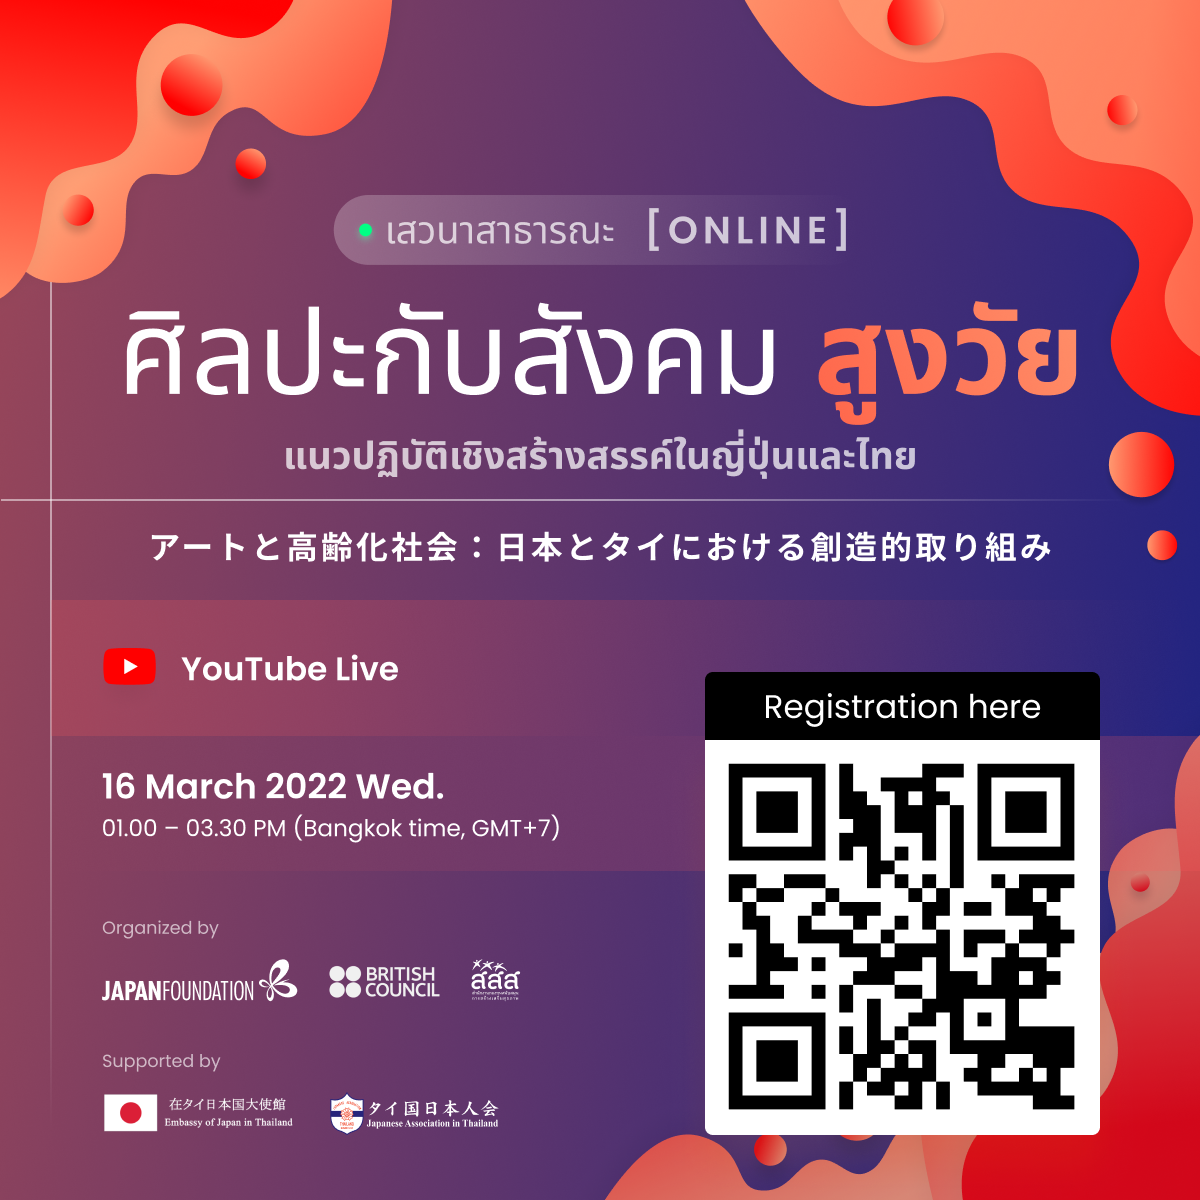 เสวนาสาธารณะ [ONLINE]
ศิลปะกับสังคม สูงวัย
แนวปฏิบัติเชิงสร้างสรรค์ในญี่ปุ่นและไทย
アートと高齢化社会：日本とタイにおける創造的取り組み
YouTube Live
Registration here
16 March 2022 Wed.
01.00 – 03.30 PM (Bangkok time, GMT+7)
Organized by
JAPANFOUNDATION
BRITISH
COUNCIL
สสส
Supported by
在タイ日本国大使館
Embassy of Japan in Thailand
タイ国日本人会
Japanese Association in Thailand